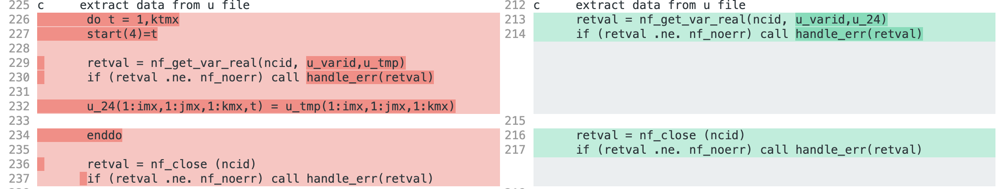 225 c     extract data from u file
226       do t = 1,ktmx
227       start(4)=t
228
229       retval = nf_get_var_real(ncid, u_varid,u_tmp)
230       if (retval .ne. nf_noerr) call handle_err(retval)
231
232       u_24(1:imx,1:jmx,1:kmx,t) = u_tmp(1:imx,1:jmx,1:kmx)
233
234       enddo
235
236       retval = nf_close (ncid)
237       if (retval .ne. nf_noerr) call handle_err(retval)
212 c     extract data from u file
213       retval = nf_get_var_real(ncid, u_varid,u_24)
214       if (retval .ne. nf_noerr) call handle_err(retval)
215
216       retval = nf_close (ncid)
217       if (retval .ne. nf_noerr) call handle_err(retval)